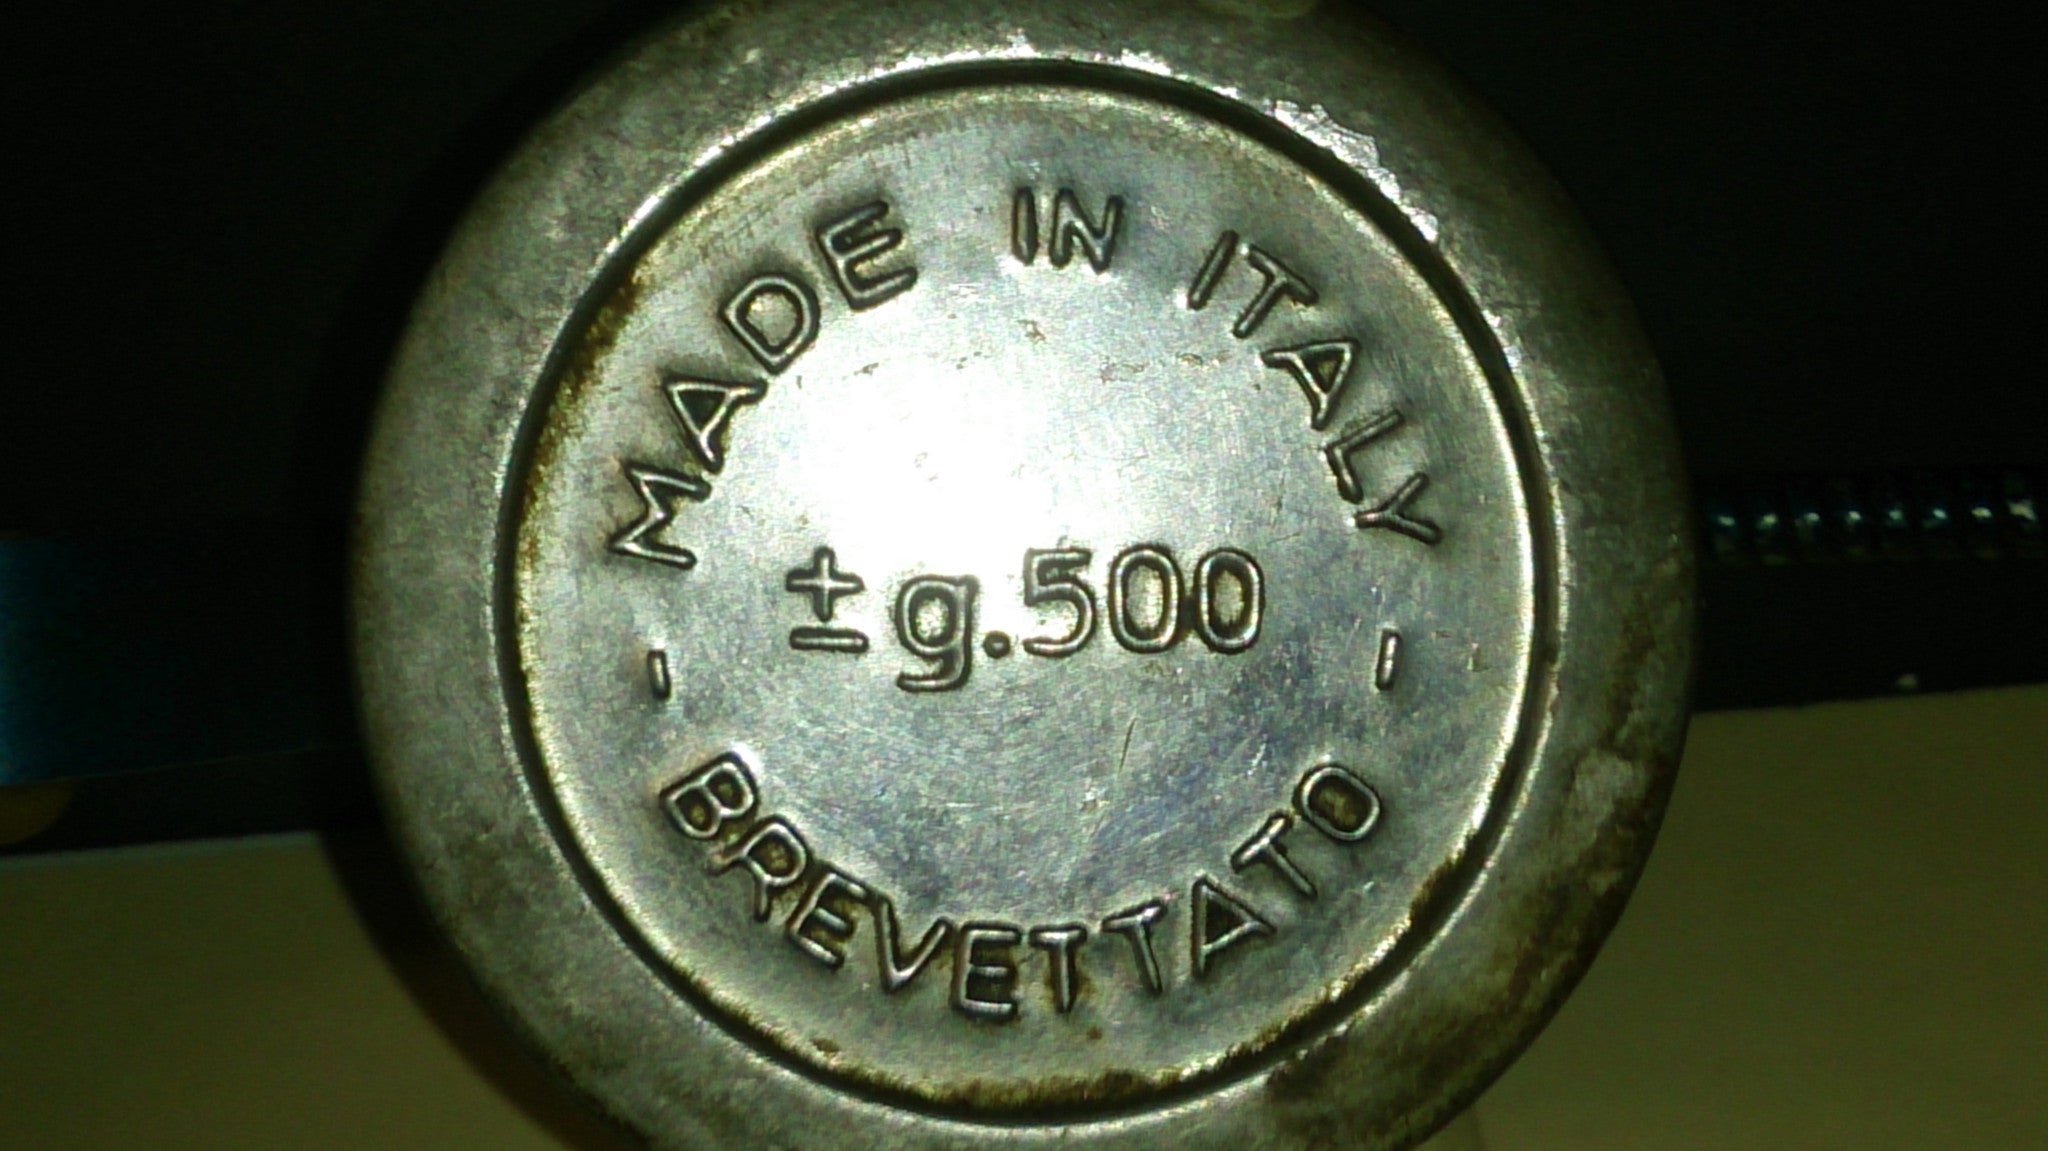 MADE IN ITALY
± g.500
- BREVETTATO -